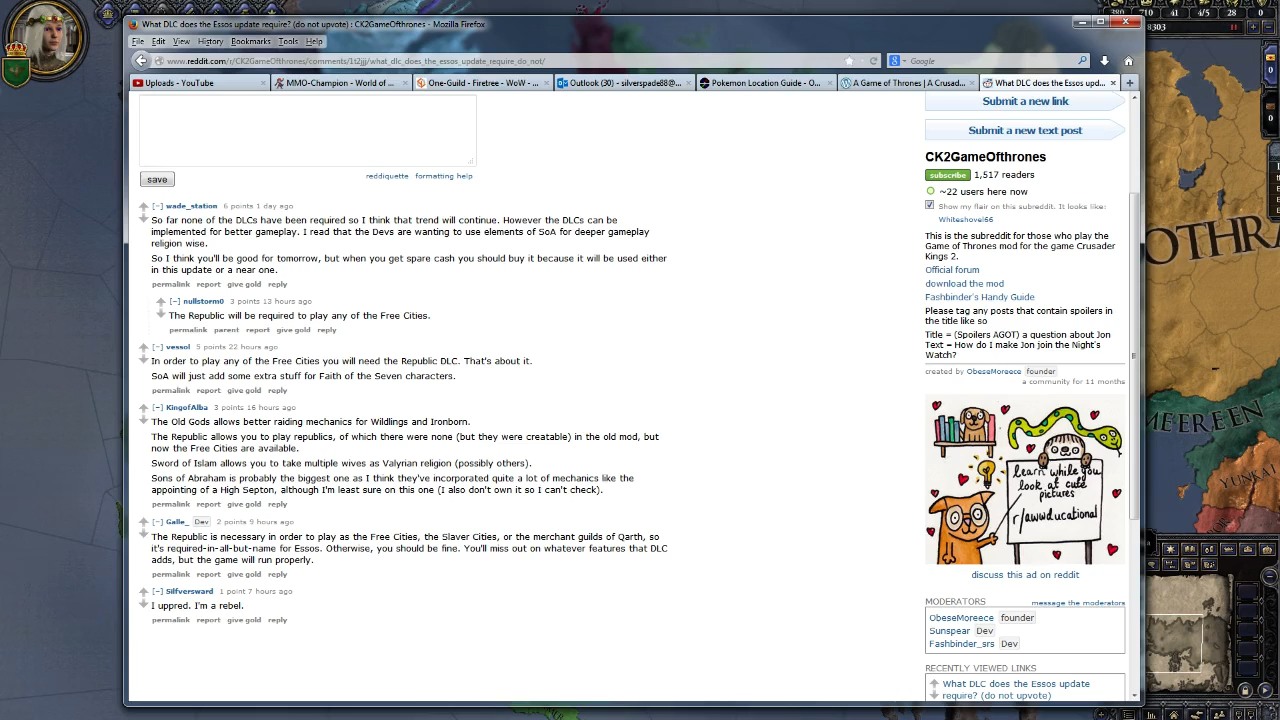 What DLC does the Essos update require? (do not upvote) : CK2GameOfthrones - Mozilla Firefox
File Edit View History Bookmarks Tools Help
www.reddit.com/r/CK2GameOfthrones/comments/1t2jjj/what_dlc_does_the_essos_update_require_do_not/
Google
Uploads - YouTube
MMO-Champion - World of ...
One-Guild - Firetree - WoW - ...
Outlook (30) - silverspade88@...
Pokemon Location Guide - O...
A Game of Thrones | A Crusad...
What DLC does the Essos upd...
save
reddiquette formatting help
[−] wade_station 6 points 1 day ago
So far none of the DLCs have been required so I think that trend will continue. However the DLCs can be
implemented for better gameplay. I read that the Devs are wanting to use elements of SoA for deeper gameplay
religion wise.
So I think you'll be good for tomorrow, but when you get spare cash you should buy it because it will be used either
in this update or a near one.
permalink report give gold reply
[−] nullstorm0 3 points 13 hours ago
The Republic will be required to play any of the Free Cities.
permalink parent report give gold reply
[−] vessol 5 points 22 hours ago
In order to play any of the Free Cities you will need the Republic DLC. That's about it.
SoA will just add some extra stuff for Faith of the Seven characters.
permalink report give gold reply
[−] KingofAlba 3 points 16 hours ago
The Old Gods allows better raiding mechanics for Wildlings and Ironborn.
The Republic allows you to play republics, of which there were none (but they were creatable) in the old mod, but
now the Free Cities are available.
Sword of Islam allows you to take multiple wives as Valyrian religion (possibly others).
Sons of Abraham is probably the biggest one as I think they've incorporated quite a lot of mechanics like the
appointing of a High Septon, although I'm least sure on this one (I also don't own it so I can't check).
permalink report give gold reply
[−] Galle_ Dev 2 points 9 hours ago
The Republic is necessary in order to play as the Free Cities, the Slaver Cities, or the merchant guilds of Qarth, so
it's required-in-all-but-name for Essos. Otherwise, you should be fine. You'll miss out on whatever features that DLC
adds, but the game will run properly.
permalink report give gold reply
[−] Silfversward 1 point 7 hours ago
I uppred. I'm a rebel.
permalink report give gold reply
Submit a new link
Submit a new text post
CK2GameOfthrones
subscribe 1,517 readers
~22 users here now
Show my flair on this subreddit. It looks like:
Whiteshovel66
This is the subreddit for those who play the
Game of Thrones mod for the game Crusader
Kings 2.
Official forum
download the mod
Fashbinder's Handy Guide
Please tag any posts that contain spoilers in
the title like so
Title = (Spoilers AGOT) a question about Jon
Text = How do I make Jon join the Night's
Watch?
created by ObeseMoreece founder
a community for 11 months
learn while you
look at cute
pictures
r/awwducational
discuss this ad on reddit
MODERATORS message the moderators
ObeseMoreece founder
Sunspear Dev
Fashbinder_srs Dev
RECENTLY VIEWED LINKS
What DLC does the Essos update
require? (do not upvote)
710 41 4/5 28 0
8303
OTHRA
MEEREEN
YUNKA